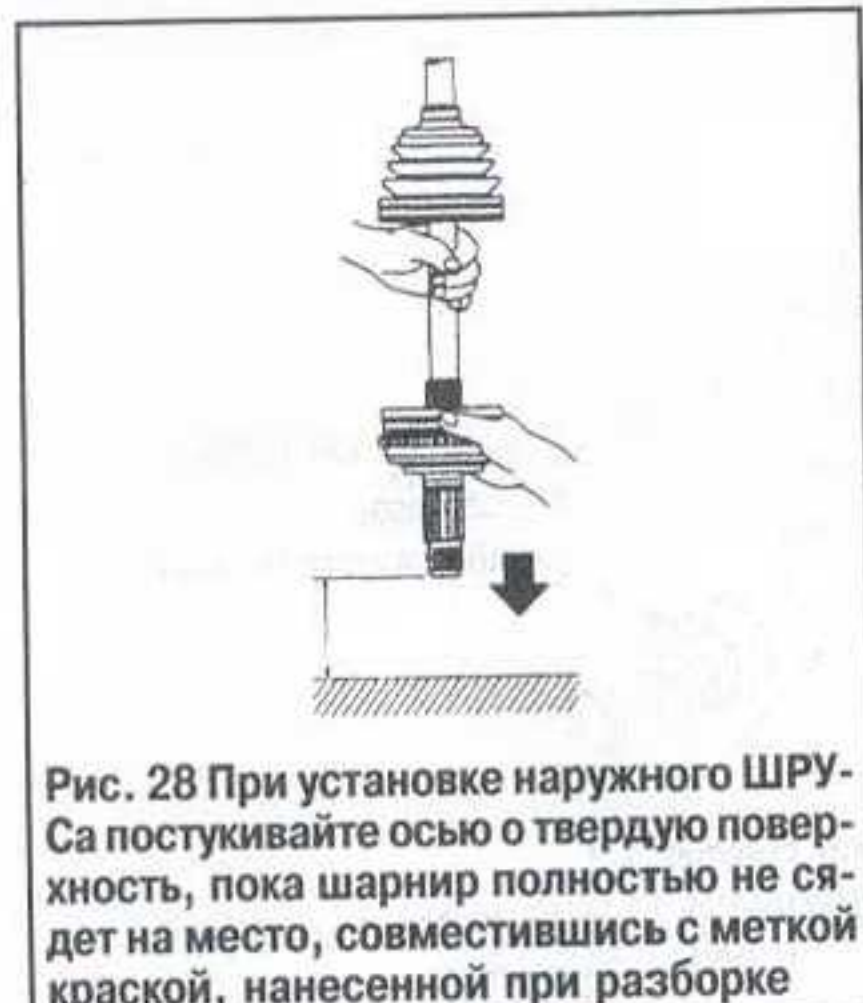 Рис. 28 При установке наружного ШРУ-
Са постукивайте осью о твердую повер-
хность, пока шарнир полностью не ся-
дет на место, совместившись с меткой
краской, нанесенной при разборке